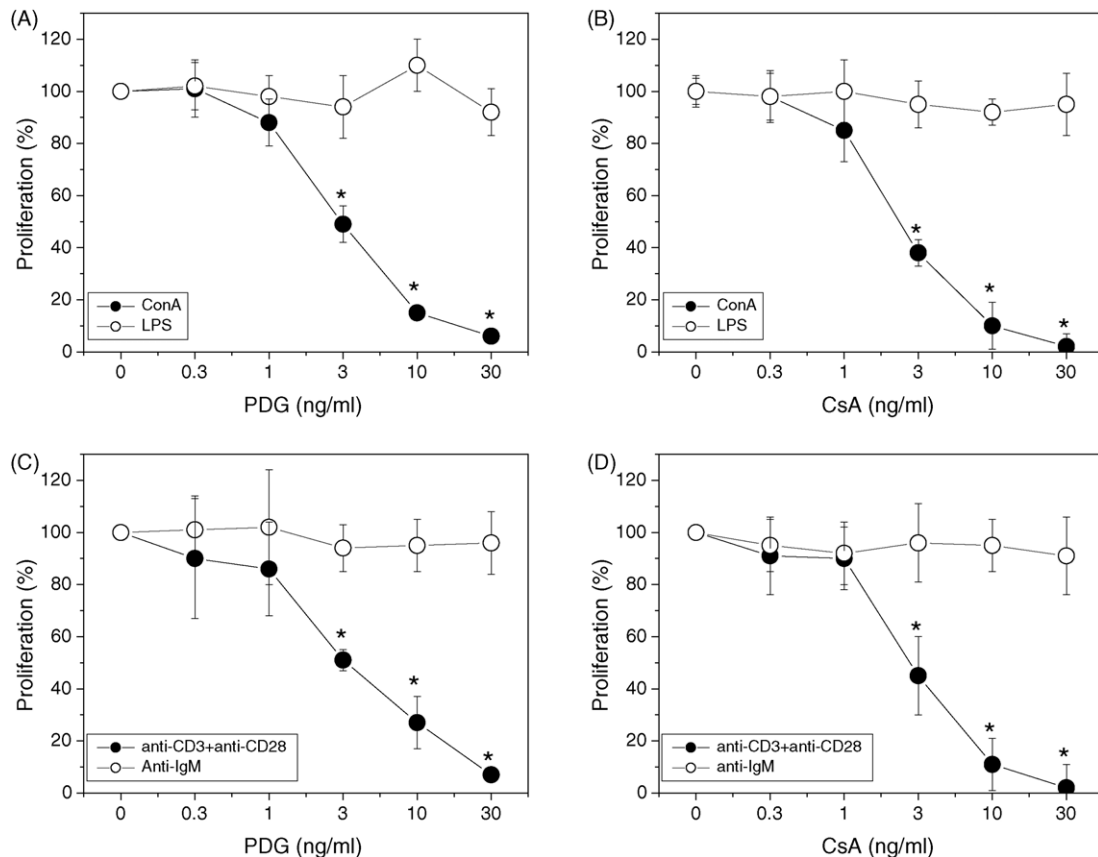 (A)
120
100
80
60
40
20
0
Proliferation (%)
*
*
*
ConA
LPS
0 0.3 1 3 10 30
PDG (ng/ml)
(B)
120
100
80
60
40
20
0
Proliferation (%)
*
*
*
ConA
LPS
0 0.3 1 3 10 30
CsA (ng/ml)
(C)
120
100
80
60
40
20
0
Proliferation (%)
*
*
*
anti-CD3+anti-CD28
Anti-IgM
0 0.3 1 3 10 30
PDG (ng/ml)
(D)
120
100
80
60
40
20
0
Proliferation (%)
*
*
*
anti-CD3+anti-CD28
anti-IgM
0 0.3 1 3 10 30
CsA (ng/ml)